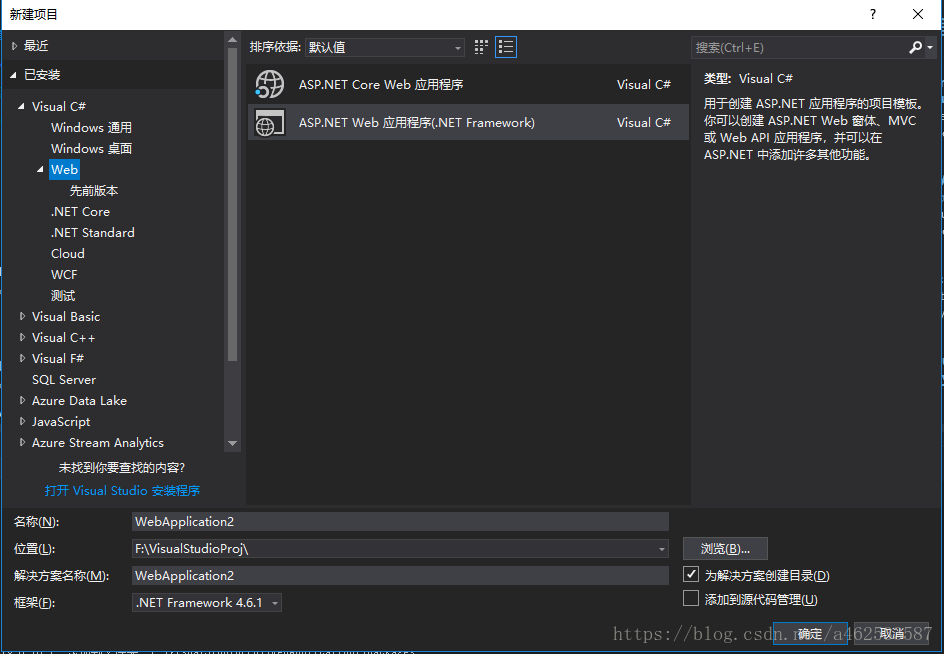 新建项目
?
最近
已安装
Visual C#
Windows 通用
Windows 桌面
Web
先前版本
.NET Core
.NET Standard
Cloud
WCF
测试
Visual Basic
Visual C++
Visual F#
SQL Server
Azure Data Lake
JavaScript
Azure Stream Analytics
未找到你要查找的内容?
打开 Visual Studio 安装程序
排序依据: 默认值
ASP.NET Core Web 应用程序 Visual C#
ASP.NET Web 应用程序(.NET Framework) Visual C#
搜索(Ctrl+E)
类型: Visual C#
用于创建 ASP.NET 应用程序的项目模板。
你可以创建 ASP.NET Web 窗体、MVC
或 Web API 应用程序，并可以在
ASP.NET 中添加许多其他功能。
名称(N): WebApplication2
位置(L): F:\VisualStudioProj\
浏览(B)...
解决方案名称(M): WebApplication2
为解决方案创建目录(D)
框架(F): .NET Framework 4.6.1
添加到源代码管理(U)
确定
取消